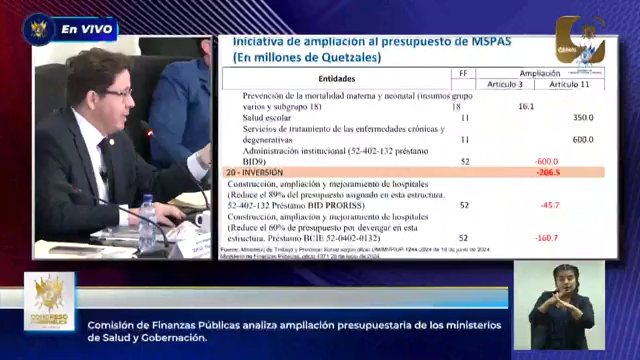 En VIVO
Iniciativa de ampliación al presupuesto de MSPAS
(En millones de Quetzales)
Entidades FF Ampliación
Artículo 3 Artículo 11
Prevención de la mortalidad materna y neonatal (insumos grupo
varios y subgrupo 18) 18 16.1
Salud escolar 11 350.0
Servicios de tratamiento de las enfermedades crónicas y
degenerativas 11 600.0
Administración institucional (52-402-132 préstamo
BID9) 52 -600.0
20 - INVERSIÓN -206.5
Construcción, ampliación y mejoramiento de hospitales
(Reduce el 89% del presupuesto asignado en esta estructura.
52-402-132 Préstamo BID PRORISS) 52 -45.7
Construcción, ampliación y mejoramiento de hospitales
(Reduce el 60% de presupuesto por devengar en esta
estructura. Préstamo BCIE 52-0402-0132) 52 -160.7
Ministerio de Finanzas Públicas,
CONGRESO
Comisión de Finanzas Públicas analiza ampliación presupuestaria de los ministerios
de Salud y Gobernación.